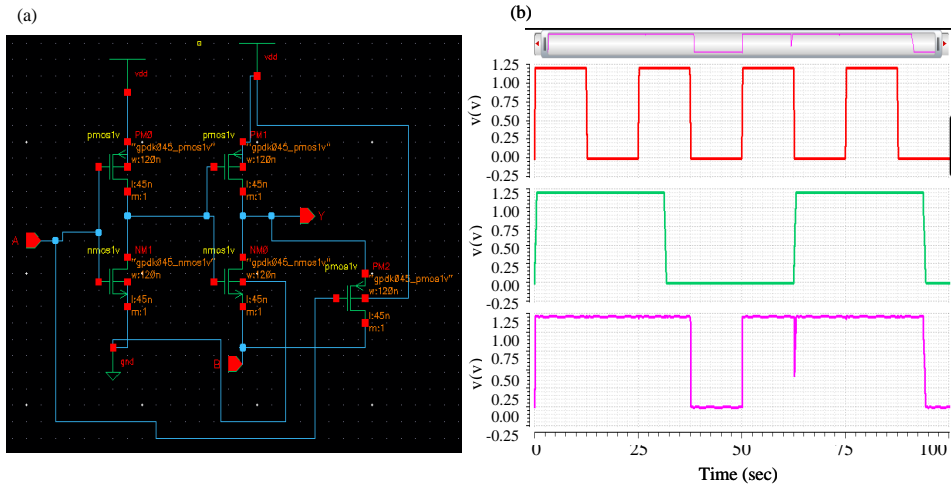 (a)
(b)
vdd
vdd
pmos1v
PM0
"gpdk045_pmos1v"
w:120n
l:45n
m:1
pmos1v
PM1
"gpdk045_pmos1v"
w:120n
l:45n
m:1
A
Y
nmos1v
NM1
"gpdk045_nmos1v"
w:120n
l:45n
m:1
nmos1v
NM0
"gpdk045_nmos1v"
w:120n
l:45n
m:1
pmos1v
PM2
"gpdk045_pmos1v"
w:120n
l:45n
m:1
gnd
B
v(v)
1.25
1.00
0.75
0.50
0.25
0.00
-0.25
v(v)
1.25
1.00
0.75
0.50
0.25
0.00
-0.25
v(v)
1.25
1.00
0.75
0.50
0.25
0.00
-0.25
0 25 50 75 100
Time (sec)